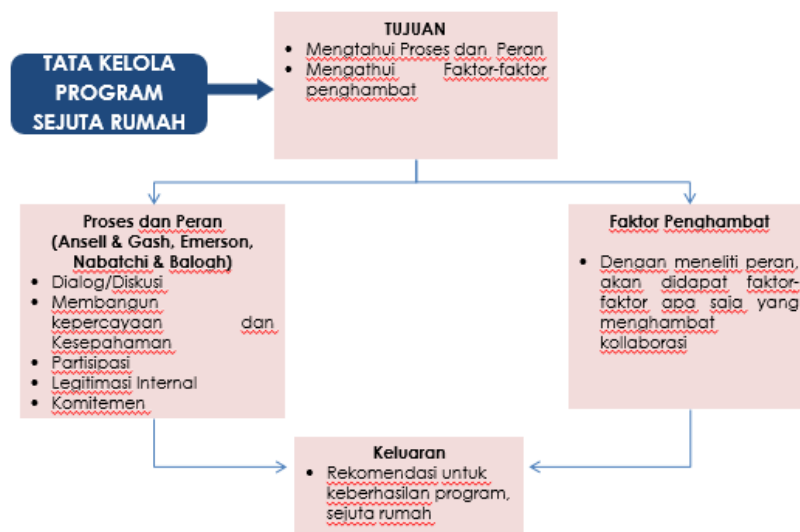 TATA KELOLA
PROGRAM
SEJUTA RUMAH
TUJUAN
• Mengtahui Proses dan Peran
• Mengathui Faktor-faktor
penghambat
Proses dan Peran
(Ansell & Gash, Emerson,
Nabatchi & Balogh)
• Dialog/Diskusi
• Membangun
kepercayaan dan
Kesepahaman
• Partisipasi
• Legitimasi Internal
• Komitemen
Faktor Penghambat
• Dengan meneliti peran,
akan didapat faktor-
faktor apa saja yang
menghambat
kollaborasi
Keluaran
• Rekomendasi untuk
keberhasilan program,
sejuta rumah